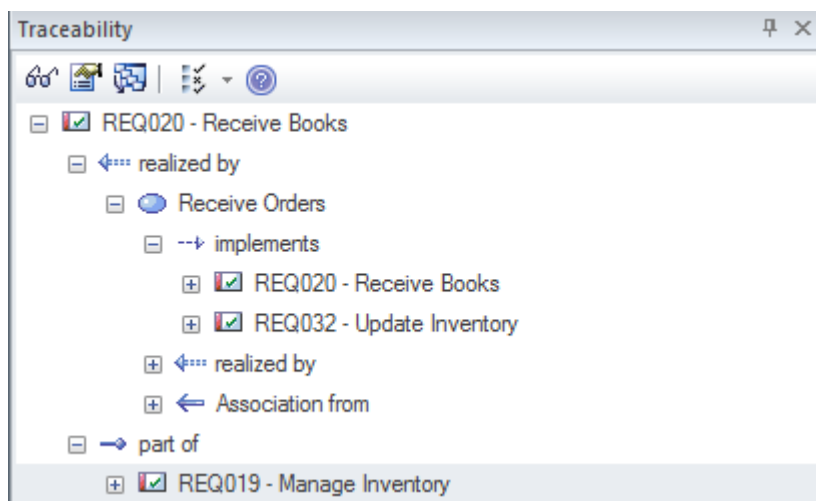 Traceability
REQ020 - Receive Books
realized by
Receive Orders
implements
REQ020 - Receive Books
REQ032 - Update Inventory
realized by
Association from
part of
REQ019 - Manage Inventory